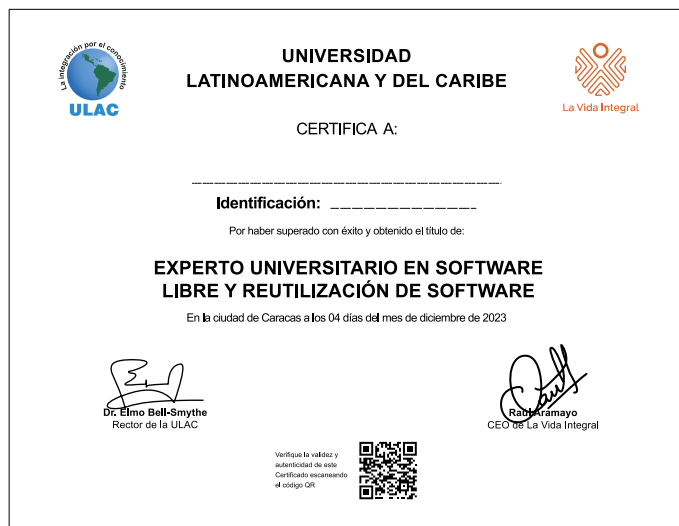 La integración por el conocimiento
ULAC
UNIVERSIDAD
LATINOAMERICANA Y DEL CARIBE
La Vida Integral
CERTIFICA A:
Identificación:
Por haber superado con éxito y obtenido el título de:
EXPERTO UNIVERSITARIO EN SOFTWARE
LIBRE Y REUTILIZACIÓN DE SOFTWARE
En la ciudad de Caracas a los 04 días del mes de diciembre de 2023
Dr. Elmo Bell-Smythe
Rector de la ULAC
Raúl Aramayo
CEO de La Vida Integral
Verifique la validez y
autenticidad de este
Certificado escaneando
el código QR